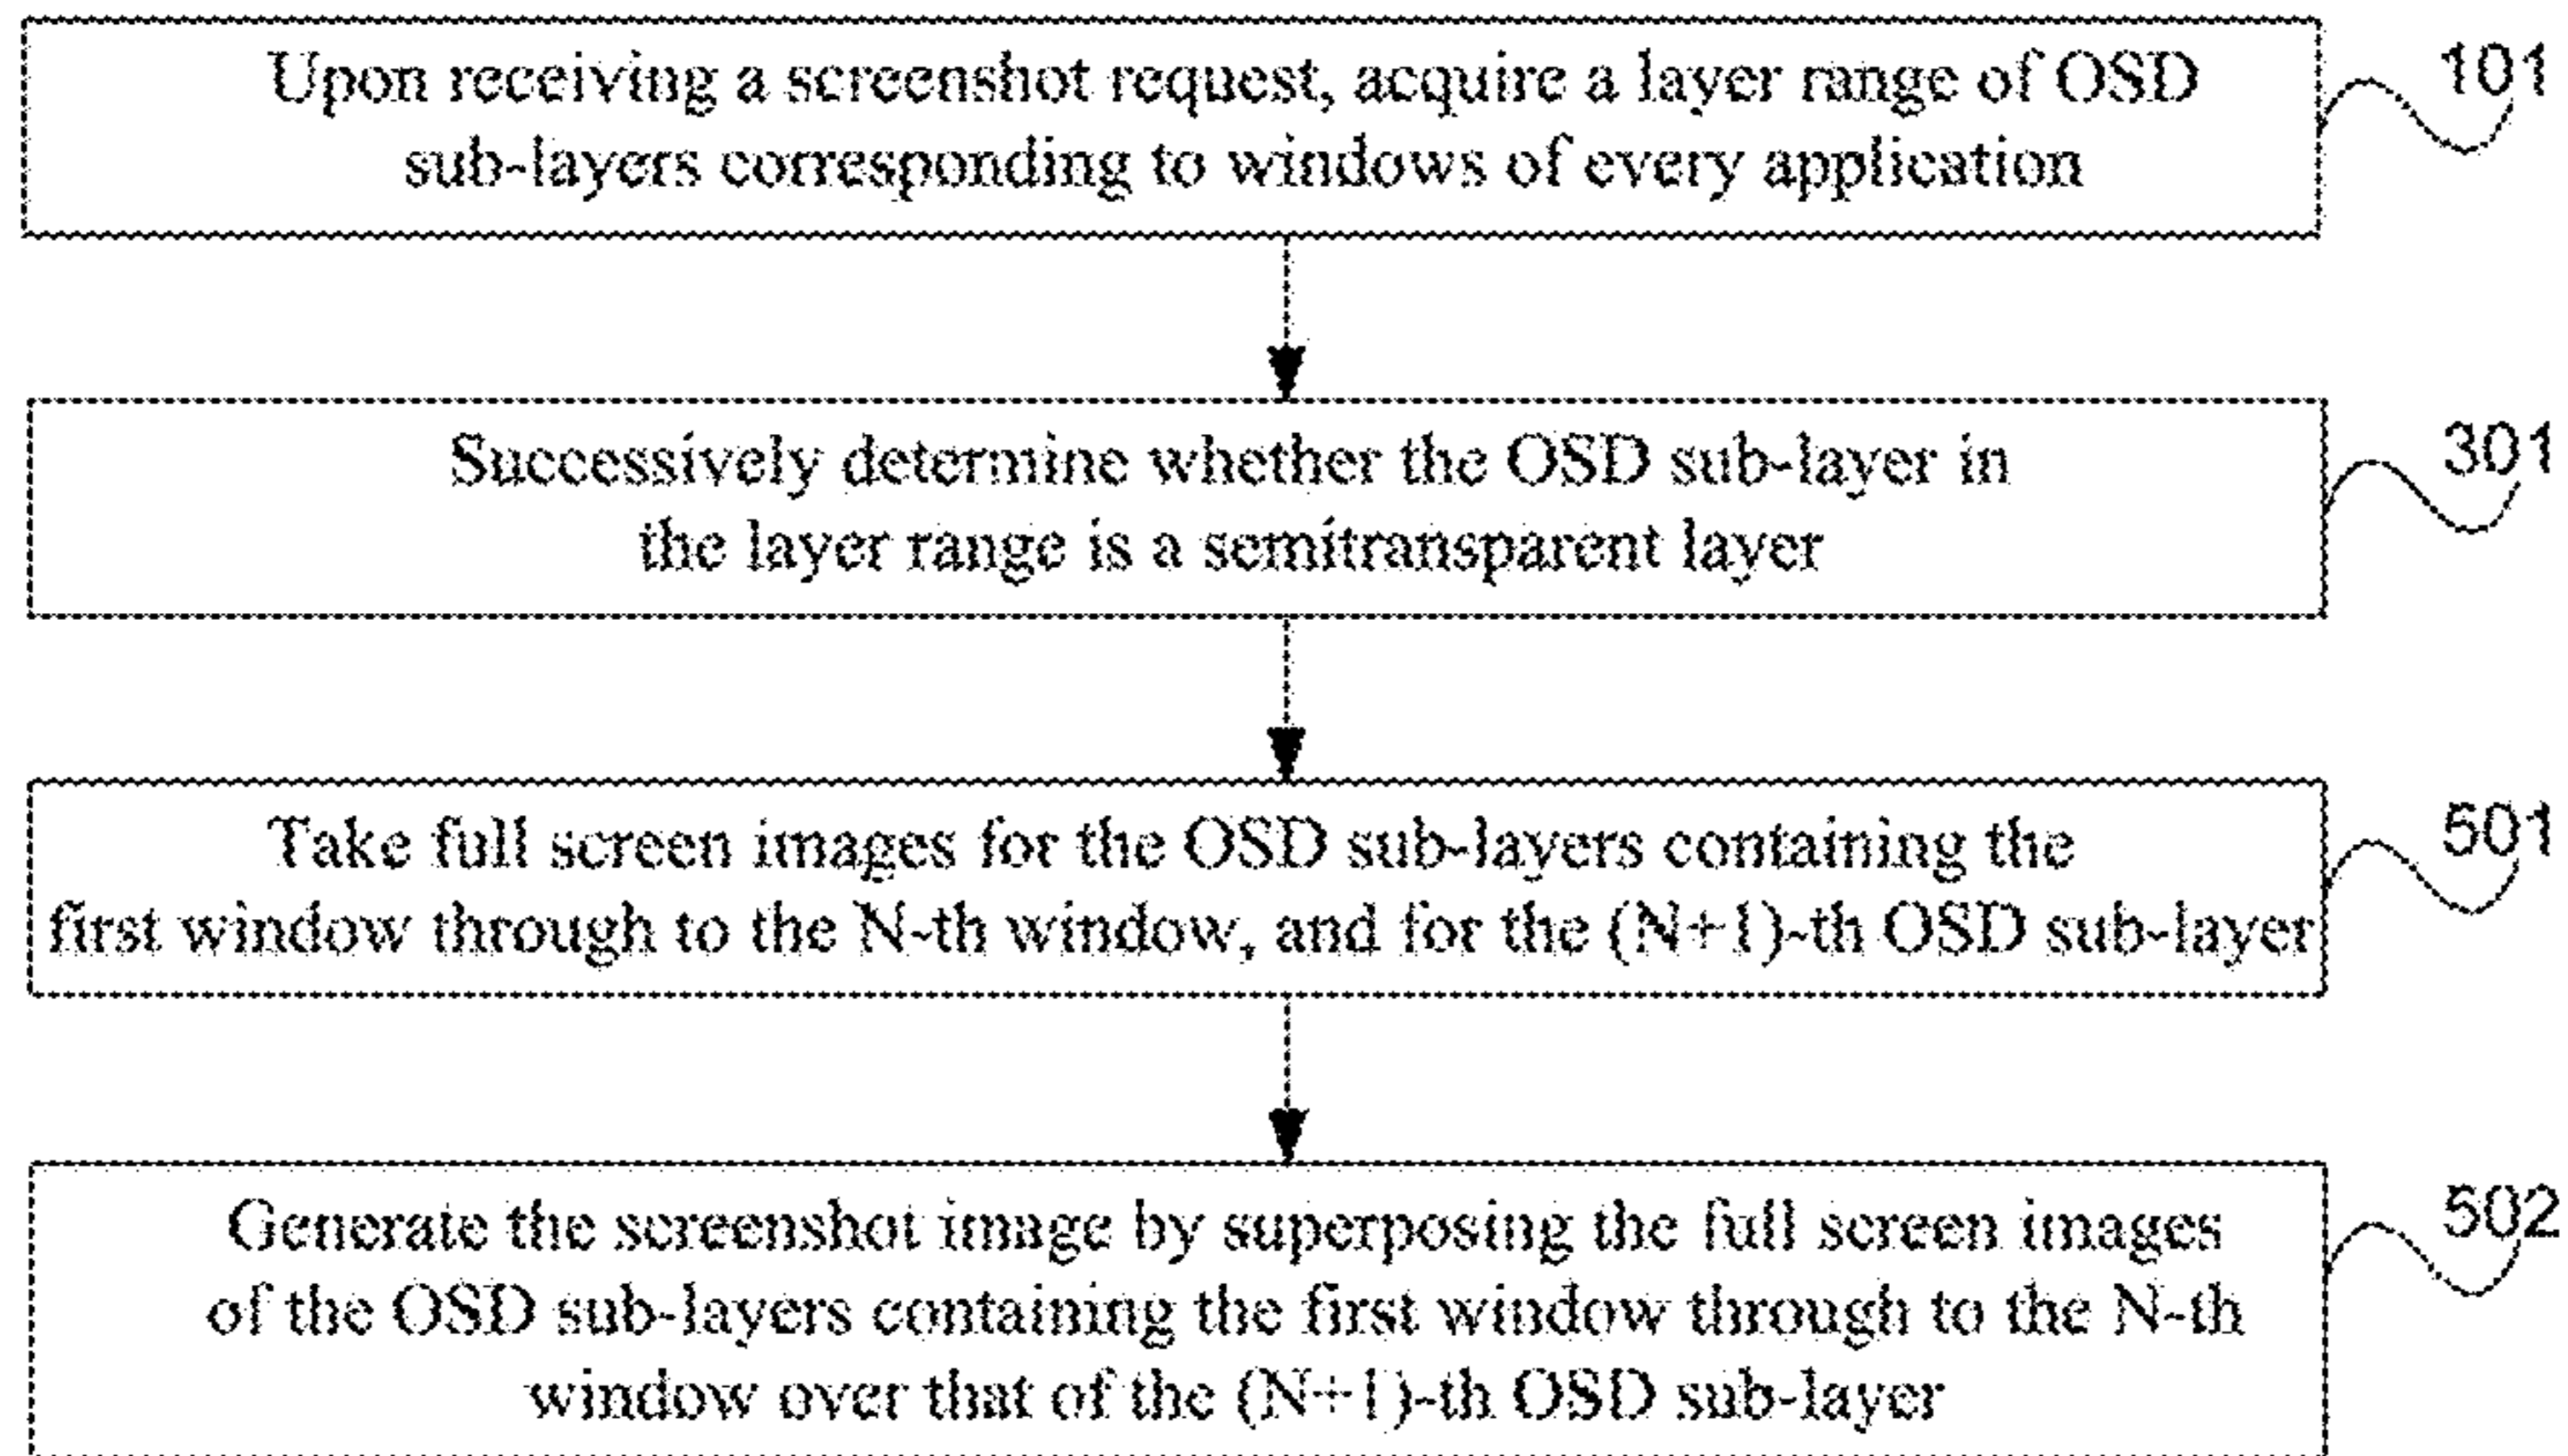 Upon receiving a screenshot request, acquire a layer range of OSD
sub-layers corresponding to windows of every application
101
Successively determine whether the OSD sub-layer in
the layer range is a semitransparent layer
301
Take full screen images for the OSD sub-layers containing the
first window through to the N-th window, and for the (N+1)-th OSD sub-layer
501
Generate the screenshot image by superposing the full screen images
of the OSD sub-layers containing the first window through to the N-th
window over that of the (N+1)-th OSD sub-layer
502